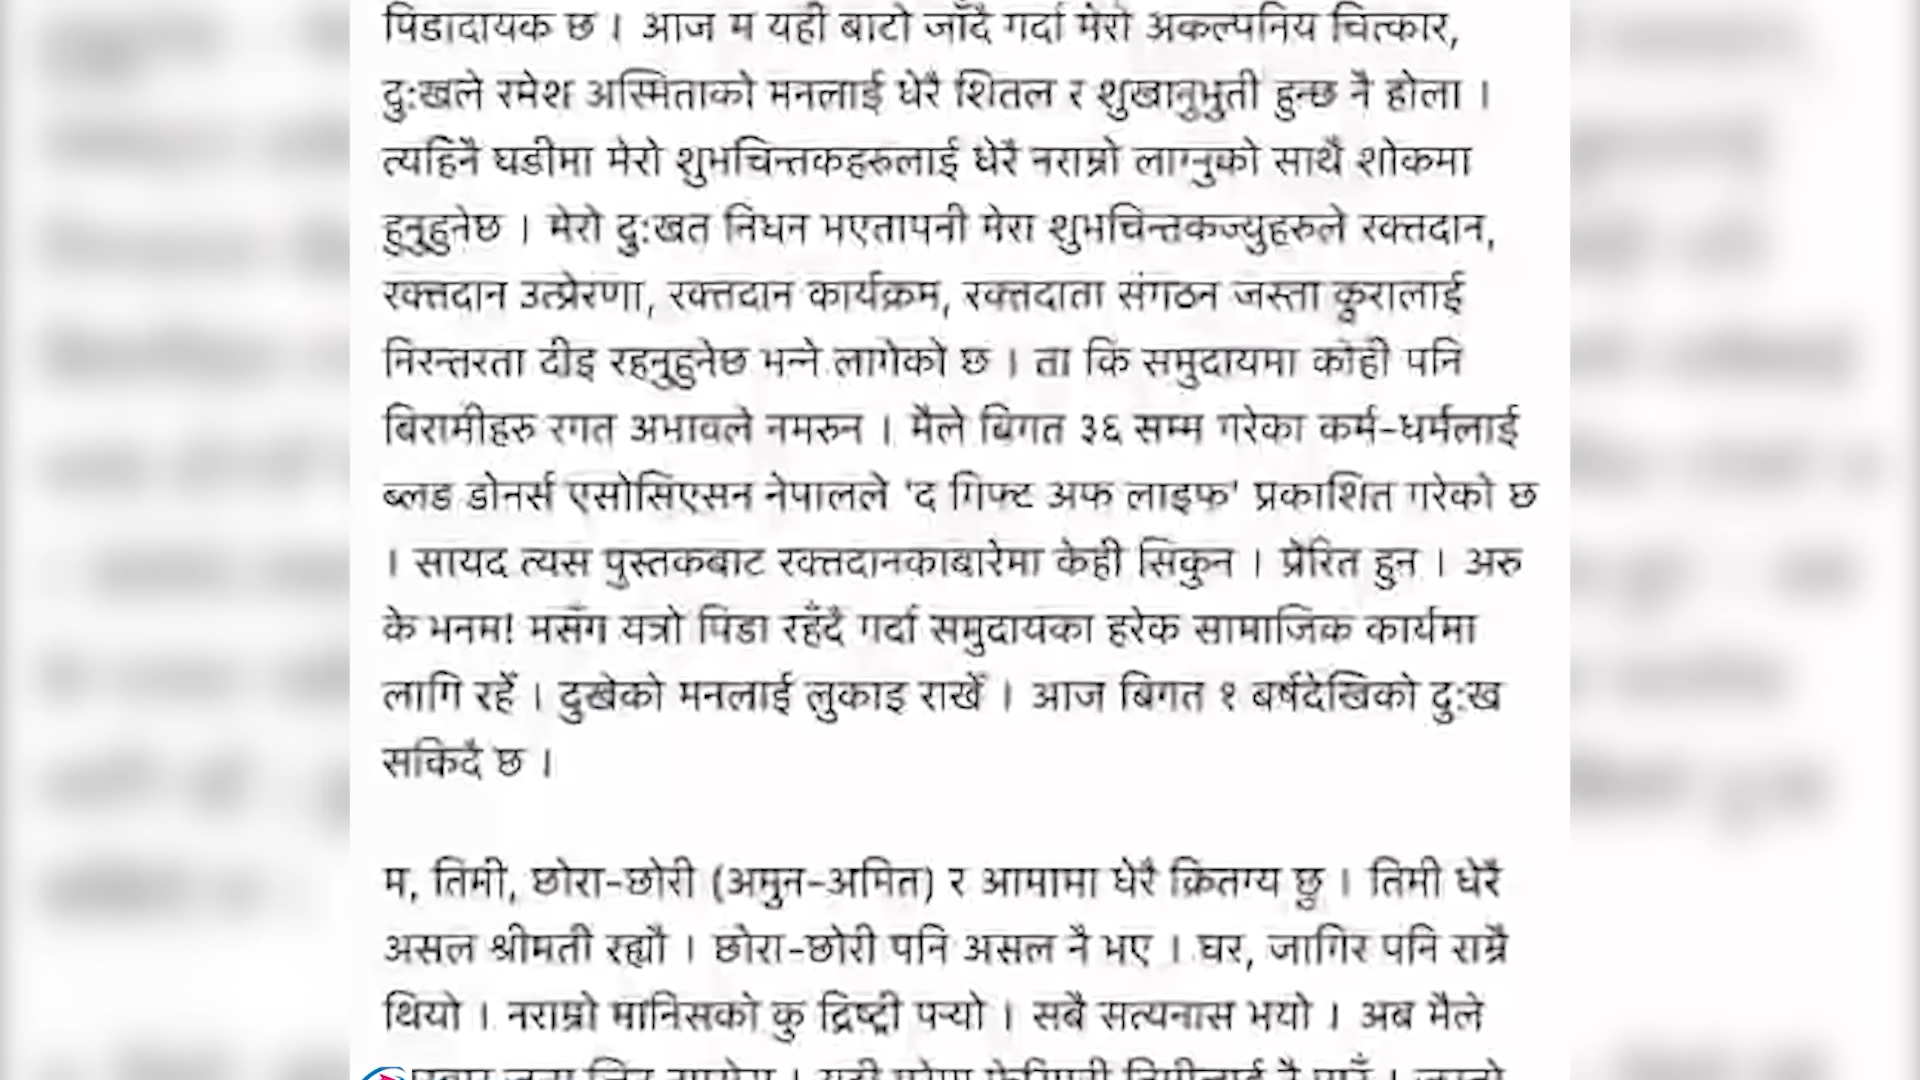 पिडादायक छ । आज म यही बाटो जाँदै गर्दा मेरो अकल्पनिय चित्कार,
दु:खले रमेश अस्मिताको मनलाई धेरै शितल र शुखानुभुती हुन्छ नै होला ।
त्यहिनै घडीमा मेरो शुभचिन्तकहरुलाई धेरै नराम्रो लाग्नुको साथै शोकमा
हुनुहुनेछ । मेरो दु:खत निधन भएतापनी मेरा शुभचिन्तकज्युहरुले रक्तदान,
रक्तदान उत्प्रेरणा, रक्तदान कार्यक्रम, रक्तदाता संगठन जस्ता कुरालाई
निरन्तरता दीइ रहनुहुनेछ भन्ने लागेको छ । ता कि समुदायमा कोही पनि
बिरामीहरु रगत अभावले नमरुन । मैले बिगत ३६ सम्म गरेका कर्म-धर्मलाई
ब्लड डोनर्स एसोसिएसन नेपालले 'द गिफ्ट अफ लाइफ' प्रकाशित गरेको छ
। सायद त्यस पुस्तकबाट रक्तदानकाबारेमा केही सिकुन । प्रेरित हुन । अरु
के भनम! मसँग यत्रो पिडा रहँदै गर्दा समुदायका हरेक सामाजिक कार्यमा
लागि रहें । दुखेको मनलाई लुकाइ राखें । आज बिगत १ बर्षदेखिको दु:ख
सकिदै छ ।
म, तिमी, छोरा-छोरी (अमुन-अमित) र आमामा धेरै क्रितग्य छु । तिमी धेरै
असल श्रीमती रह्यौ । छोरा-छोरी पनि असल नै भए । घर, जागिर पनि राम्रै
थियो । नराम्रो मानिसको कु द्रिष्ट्री पर्‍यो । सबै सत्यनास भयो । अब मैले